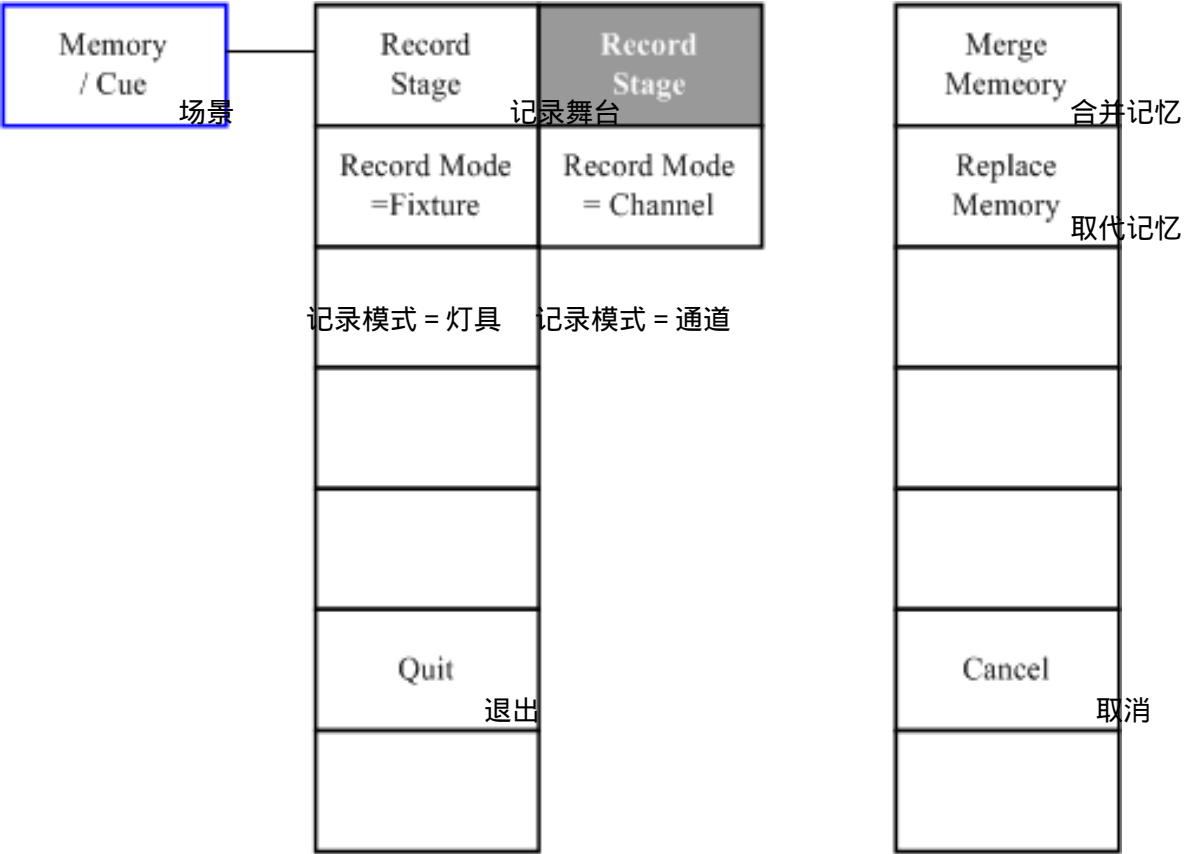 Memory
/ Cue
场景
Record
Stage
Record
Stage
记录舞台
Record Mode
=Fixture
Record Mode
= Channel
记录模式 = 灯具
记录模式 = 通道
Quit
退出
Merge
Memeory
合并记忆
Replace
Memory
取代记忆
Cancel
取消